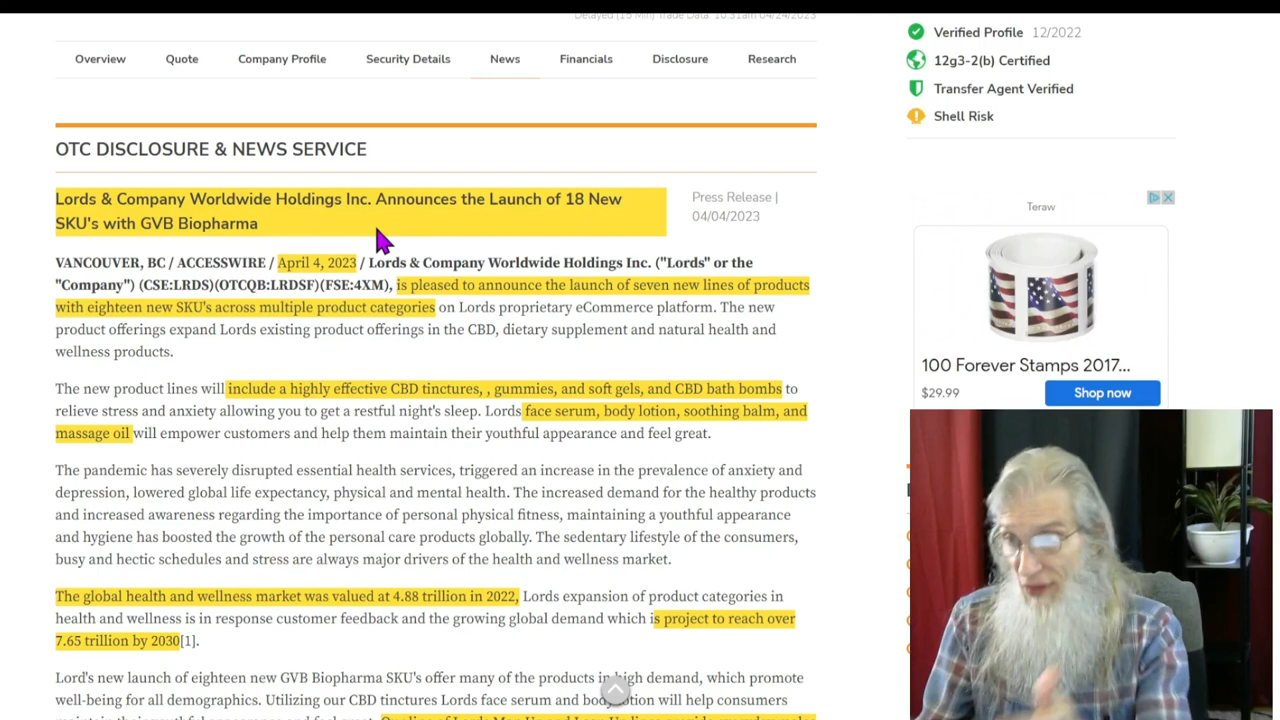 Delayed (15 Min) Trade Data: 10:31am 04/24/2023
Overview Quote Company Profile Security Details News Financials Disclosure Research
OTC DISCLOSURE & NEWS SERVICE
Lords & Company Worldwide Holdings Inc. Announces the Launch of 18 New
SKU's with GVB Biopharma
Press Release |
04/04/2023
VANCOUVER, BC / ACCESSWIRE / April 4, 2023 / Lords & Company Worldwide Holdings Inc. ("Lords" or the
"Company") (CSE:LRDS)(OTCQB:LRDSF)(FSE:4XM), is pleased to announce the launch of seven new lines of products
with eighteen new SKU's across multiple product categories on Lords proprietary eCommerce platform. The new
product offerings expand Lords existing product offerings in the CBD, dietary supplement and natural health and
wellness products.
The new product lines will include a highly effective CBD tinctures, , gummies, and soft gels, and CBD bath bombs to
relieve stress and anxiety allowing you to get a restful night's sleep. Lords face serum, body lotion, soothing balm, and
massage oil will empower customers and help them maintain their youthful appearance and feel great.
The pandemic has severely disrupted essential health services, triggered an increase in the prevalence of anxiety and
depression, lowered global life expectancy, physical and mental health. The increased demand for the healthy products
and increased awareness regarding the importance of personal physical fitness, maintaining a youthful appearance
and hygiene has boosted the growth of the personal care products globally. The sedentary lifestyle of the consumers,
busy and hectic schedules and stress are always major drivers of the health and wellness market.
The global health and wellness market was valued at 4.88 trillion in 2022, Lords expansion of product categories in
health and wellness is in response customer feedback and the growing global demand which is project to reach over
7.65 trillion by 2030[1].
Lord's new launch of eighteen new GVB Biopharma SKU's offer many of the products in high demand, which promote
well-being for all demographics. Utilizing our CBD tinctures Lords face serum and body lotion will help consumers
Verified Profile 12/2022
12g3-2(b) Certified
Transfer Agent Verified
Shell Risk
Teraw
100 Forever Stamps 2017...
$29.99
Shop now